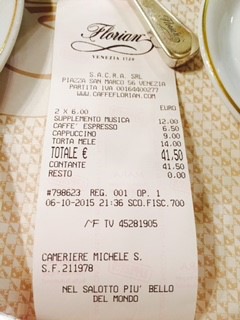 Florian
VENEZIA 1720
S.A.C.R.A. SRL
PIAZZA SAN MARCO 56 VENEZIA
PARTITA IVA 00164400277
WWW.CAFFEFLORIAN.COM
EURO
2 X 6.00
SUPPLEMENTO MUSICA 12.00
CAFFE' ESPRESSO 6.50
CAPPUCCINO 9.00
TORTA MELE 14.00
TOTALE € 41.50
CONTANTE 41.50
RESTO 0.00
#798623 REG. 001 OP. 1
06-10-2015 21:36 SCO.FISC.700
/F TV 45281905
CAMERIERE MICHELE S.
S.F.211978
NEL SALOTTO PIU' BELLO
DEL MONDO